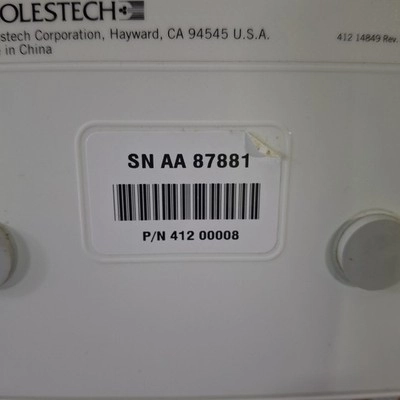 OLESTECH
stech Corporation, Hayward, CA 94545 U.S.A.
412 14849 Rev.
in China
SN AA 87881
P/N 412 00008